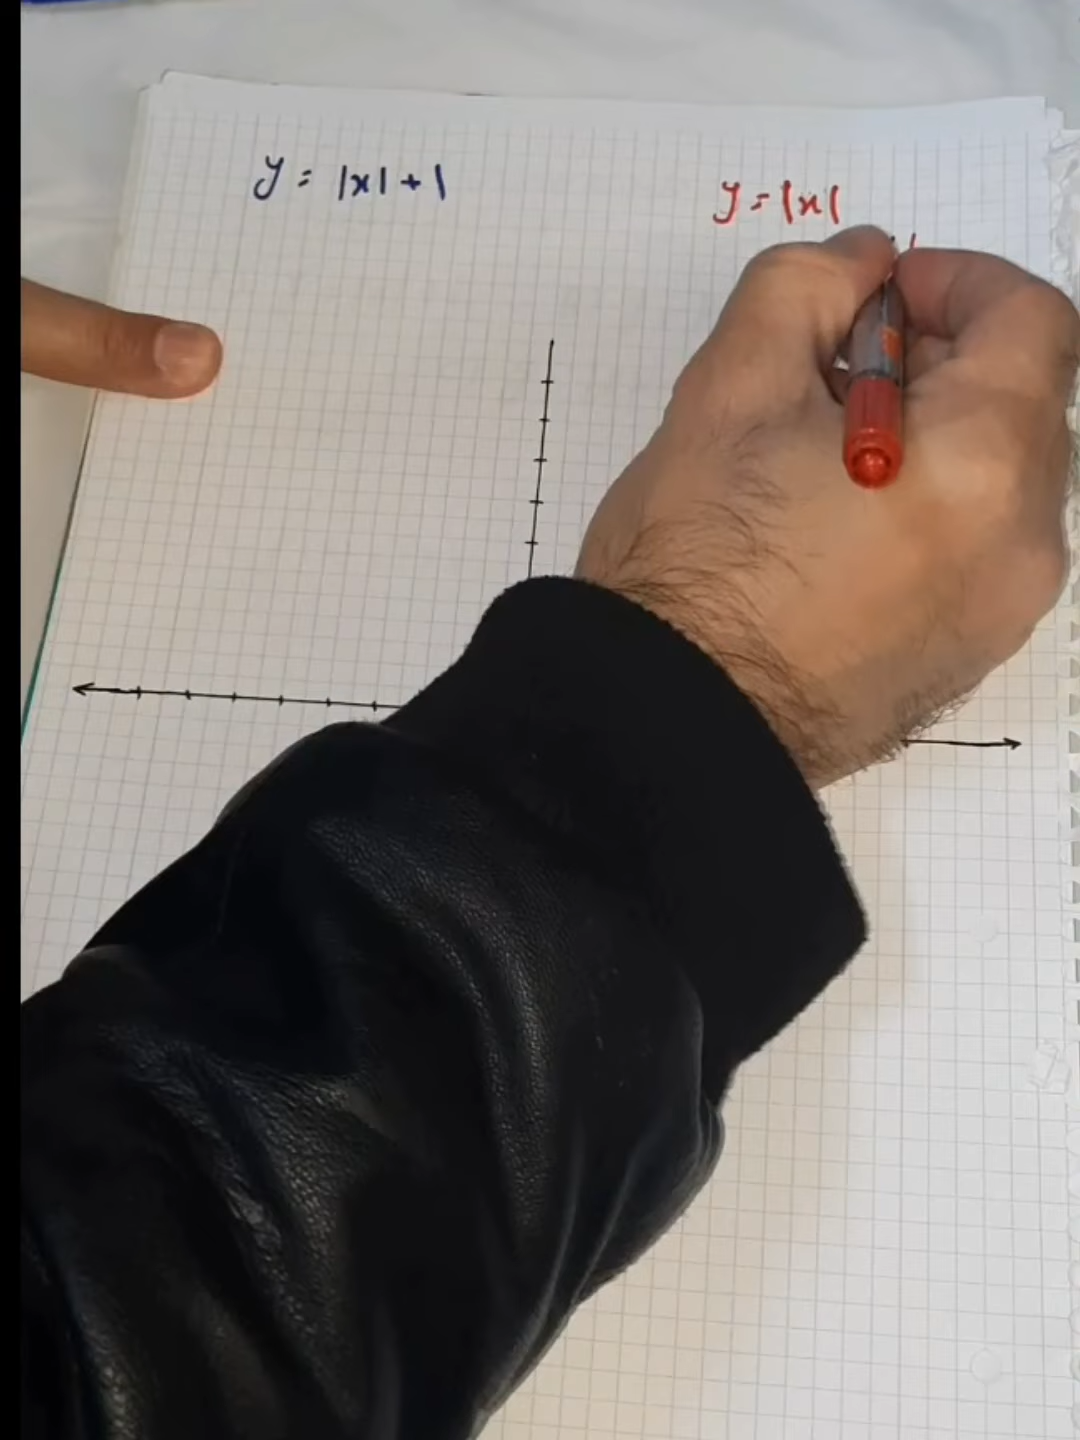 y = |x| + 1
y = |x|